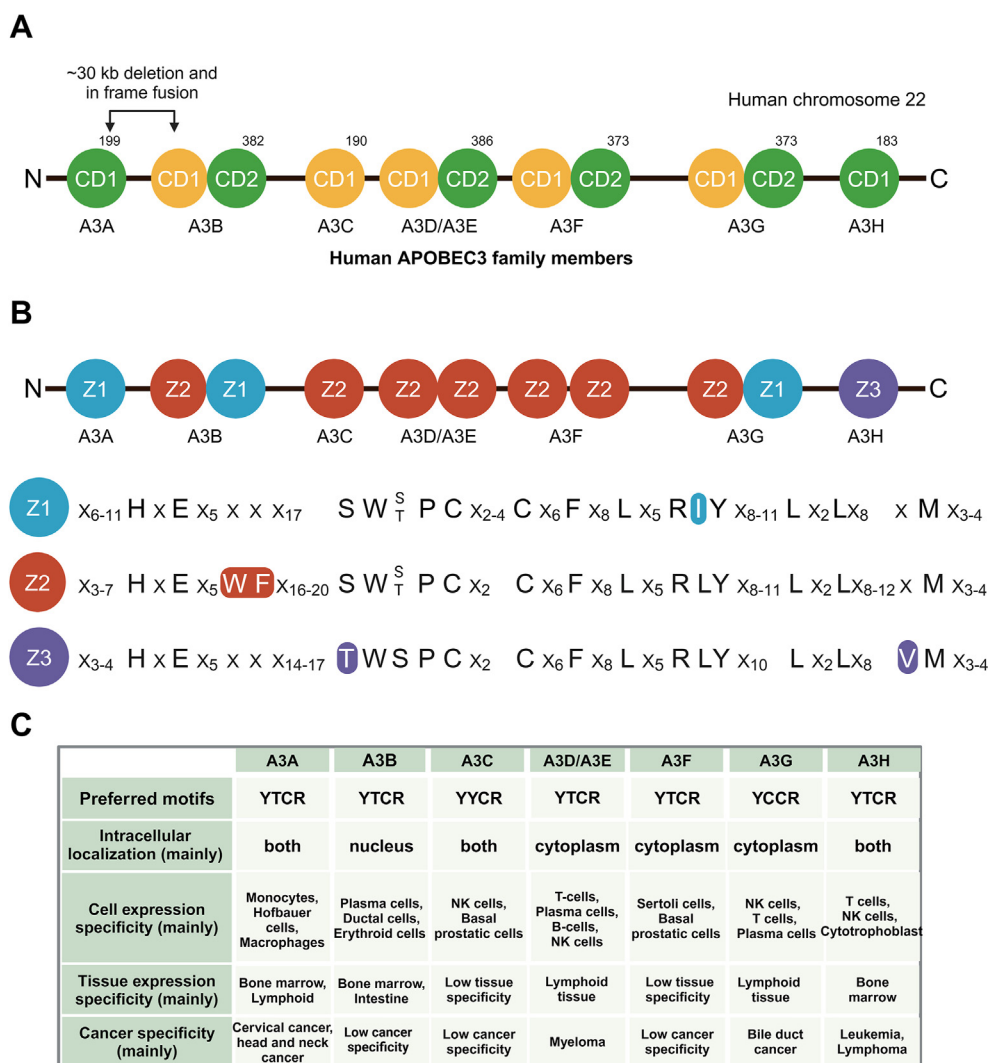 A
~30 kb deletion and
in frame fusion
Human chromosome 22
199 382 190 386 373 373 183
N CD1 CD1 CD2 CD1 CD1 CD2 CD1 CD2 CD1 CD2 CD1 C
A3A A3B A3C A3D/A3E A3F A3G A3H
Human APOBEC3 family members
B
N Z1 Z2 Z1 Z2 Z2 Z2 Z2 Z2 Z2 Z1 Z3 C
A3A A3B A3C A3D/A3E A3F A3G A3H
Z1 X6-11 H x E X5 x x X17 S W S/T P C X2-4 C X6 F X8 L X5 R I Y X8-11 L X2 L X8 x M X3-4
Z2 X3-7 H x E X5 W F X16-20 S W S/T P C X2 C X6 F X8 L X5 R L Y X8-11 L X2 L X8-12 x M X3-4
Z3 X3-4 H x E X5 x x X14-17 T W S P C X2 C X6 F X8 L X5 R L Y X10 L X2 L X8 V M X3-4
C
A3A A3B A3C A3D/A3E A3F A3G A3H
Preferred motifs YTCR YTCR YYCR YTCR YTCR YCCR YTCR
Intracellular
localization (mainly) both nucleus both cytoplasm cytoplasm cytoplasm both
Cell expression
specificity (mainly)
Monocytes,
Hofbauer
cells,
Macrophages
Plasma cells,
Ductal cells,
Erythroid cells
NK cells,
Basal
prostatic cells
T-cells,
Plasma cells,
B-cells,
NK cells
Sertoli cells,
Basal
prostatic cells
NK cells,
T cells,
Plasma cells
T cells,
NK cells,
Cytotrophoblast
Tissue expression
specificity (mainly)
Bone marrow,
Lymphoid
Bone marrow,
Intestine
Low tissue
specificity
Lymphoid
tissue
Low tissue
specificity
Lymphoid
tissue
Bone
marrow
Cancer specificity
(mainly)
Cervical cancer,
head and neck
cancer
Low cancer
specificity
Low cancer
specificity
Myeloma
Low cancer
specificity
Bile duct
cancer
Leukemia,
Lymphoma